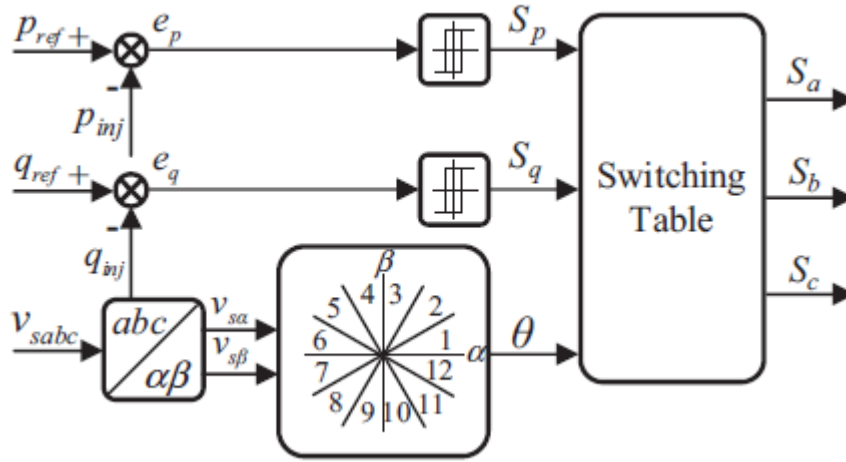 p_ref + e_p S_p
- p_inj
q_ref + e_q S_q
- q_inj
S_a
Switching
Table
S_b
S_c
v_sabc abc
αβ
v_sα
v_sβ
β
4 3
5 2
6 1 α θ
7 12
8 9 10 11